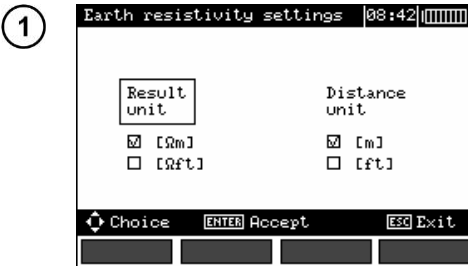 1
Earth resistivity settings 08:42
Result unit
Distance unit
[Ωm]
[Ωft]
[m]
[ft]
Choice ENTER Accept ESC Exit